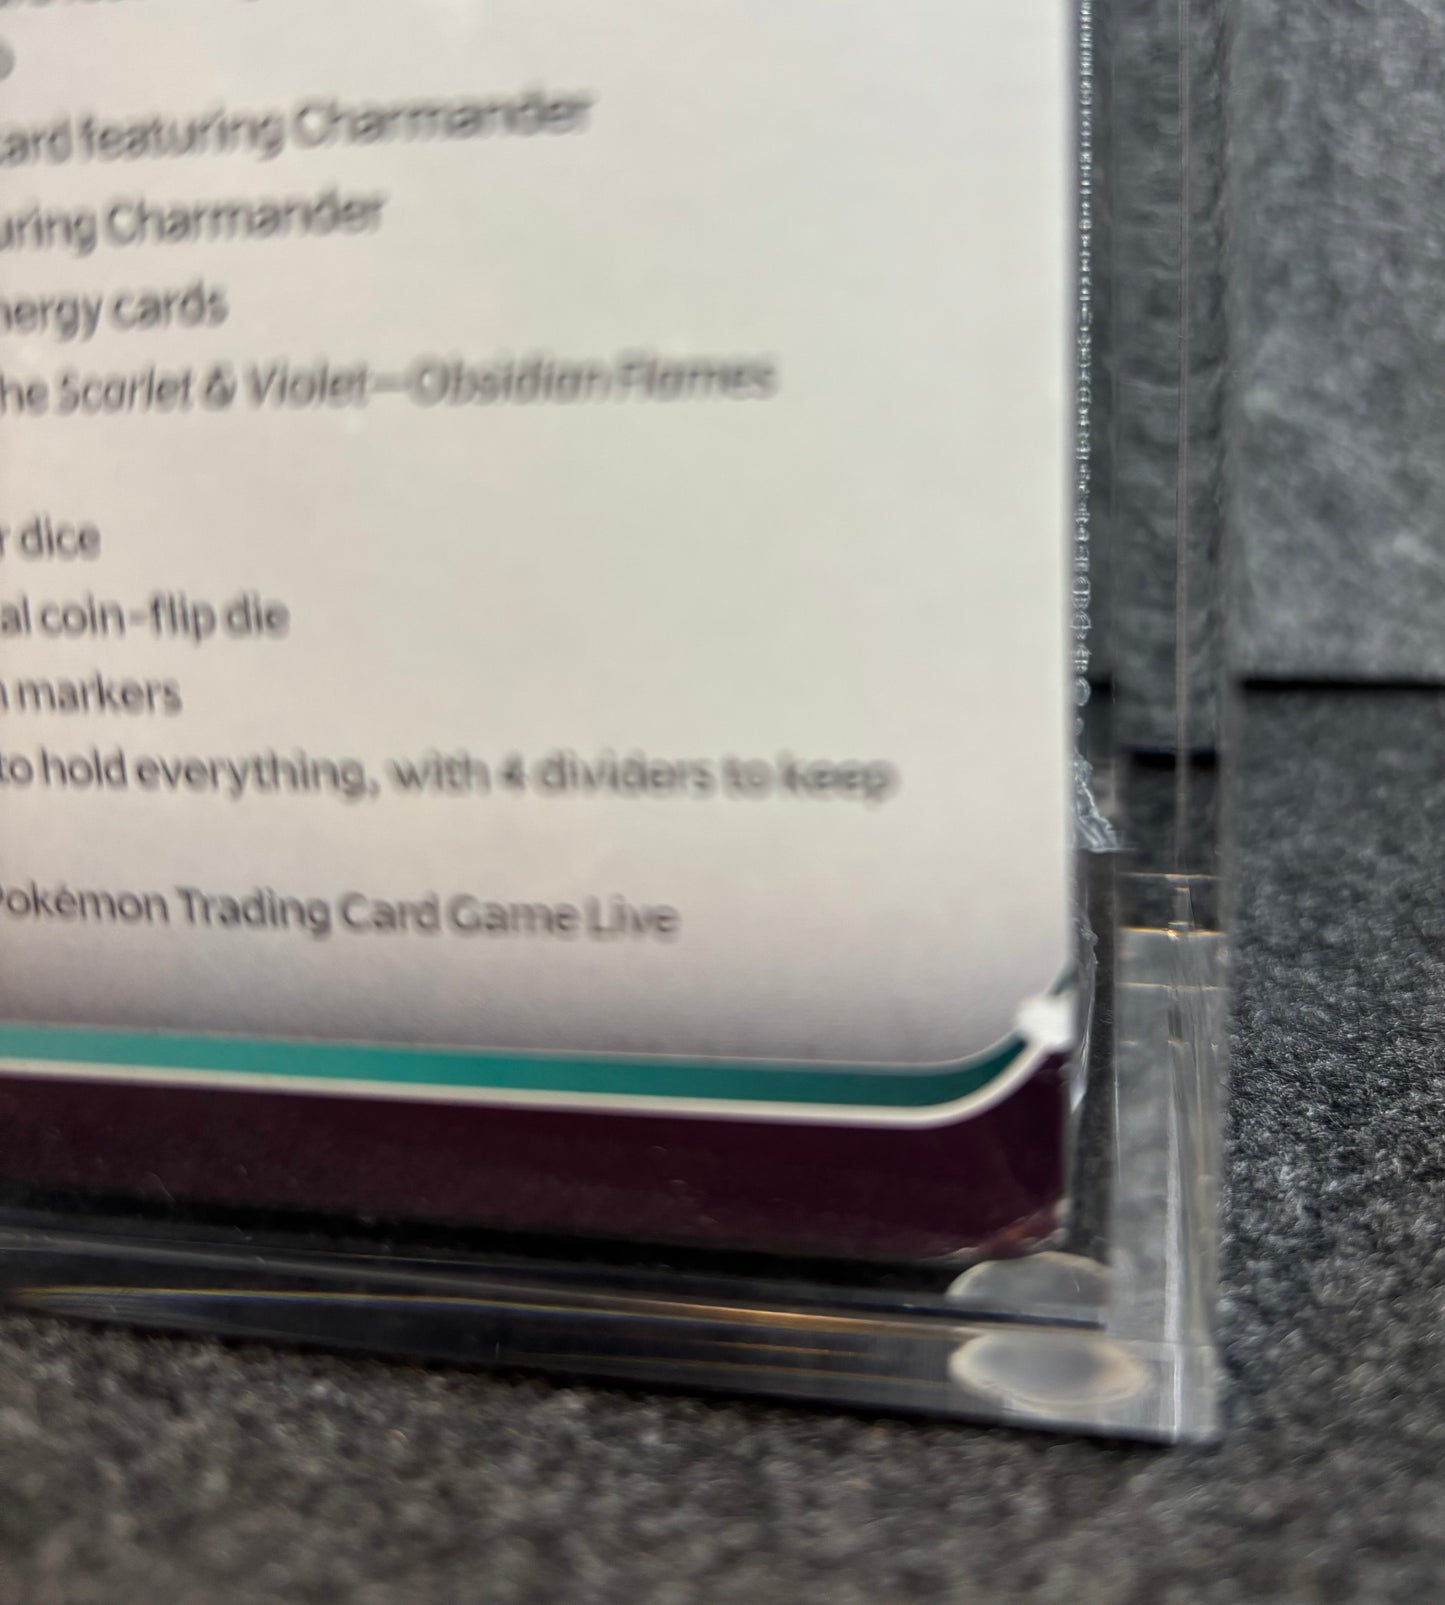 ard featuring Charmander
uring Charmander
nergy cards
he Scarlet & Violet—Obsidian Flames
r dice
al coin-flip die
n markers
to hold everything, with 4 dividers to keep
Pokémon Trading Card Game Live